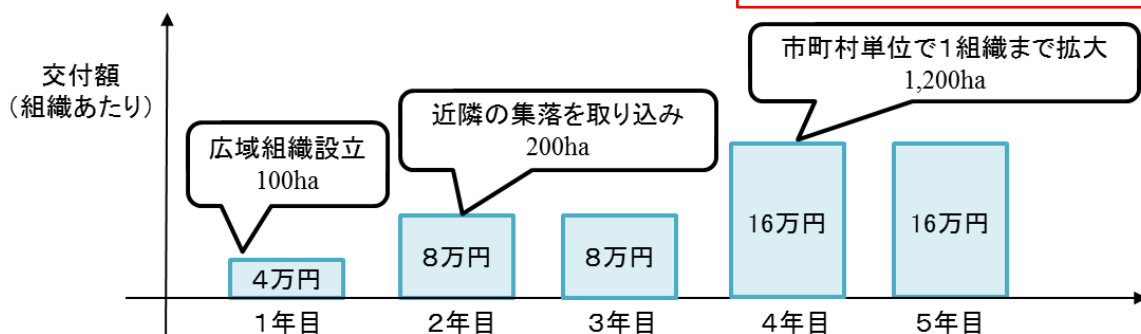 交付額
(組織あたり)
広域組織設立
100ha
近隣の集落を取り込み
200ha
市町村単位で1組織まで拡大
1,200ha
4万円
8万円
8万円
16万円
16万円
1年目
2年目
3年目
4年目
5年目